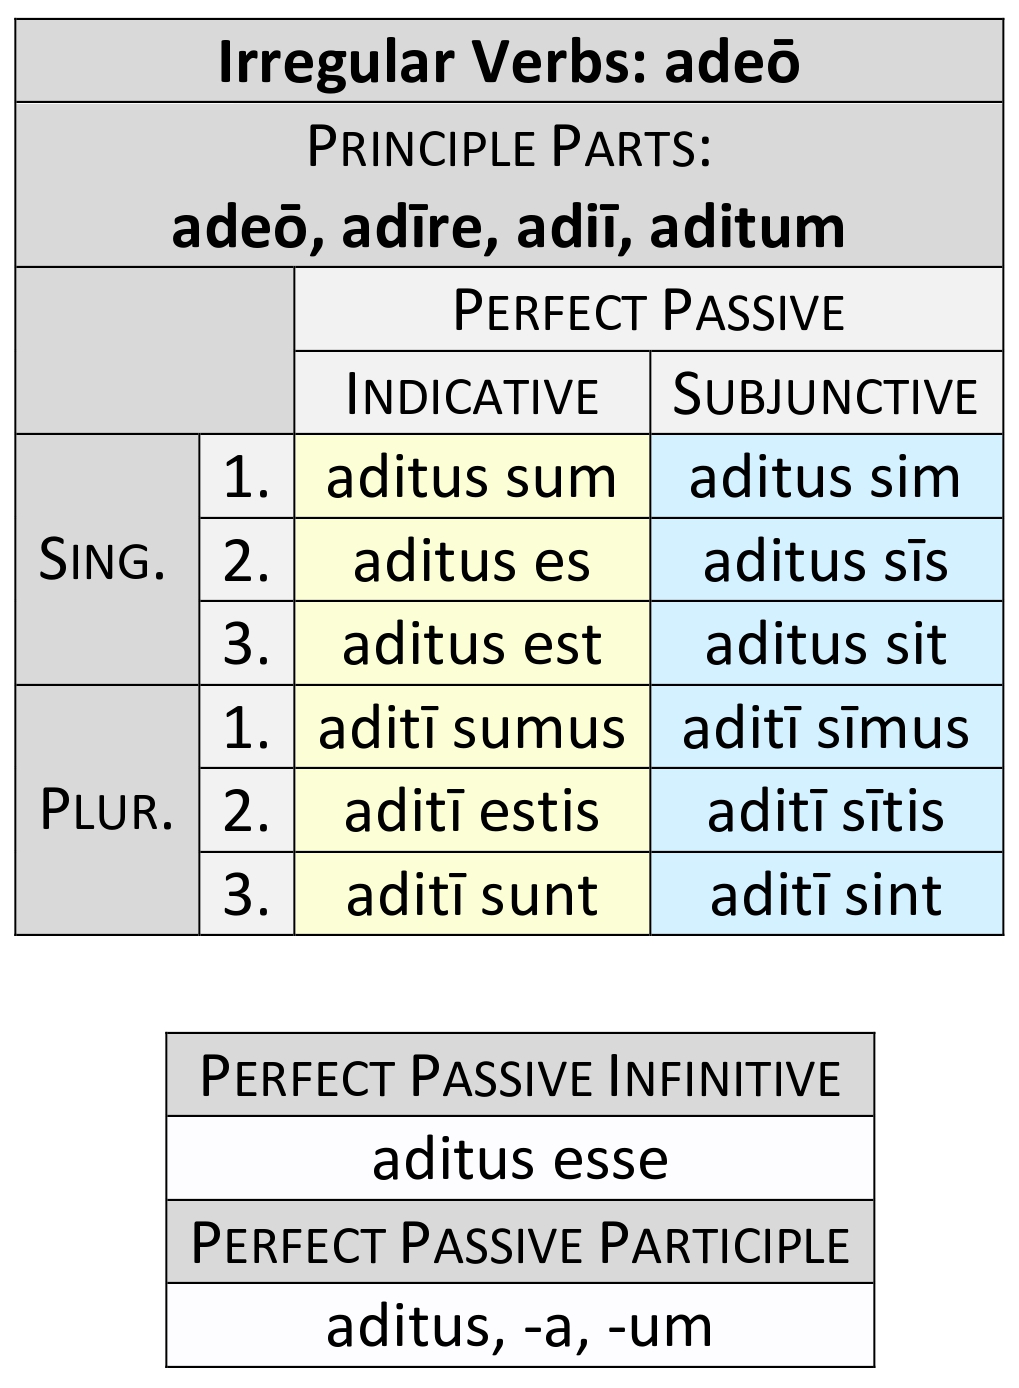 Irregular Verbs: adeō
PRINCIPLE PARTS:
adeō, adīre, adiī, aditum
PERFECT PASSIVE
INDICATIVE SUBJUNCTIVE
SING.
1. aditus sum aditus sim
2. aditus es aditus sīs
3. aditus est aditus sit
PLUR.
1. aditī sumus aditī sīmus
2. aditī estis aditī sītis
3. aditī sunt aditī sint
PERFECT PASSIVE INFINITIVE
aditus esse
PERFECT PASSIVE PARTICIPLE
aditus, -a, -um